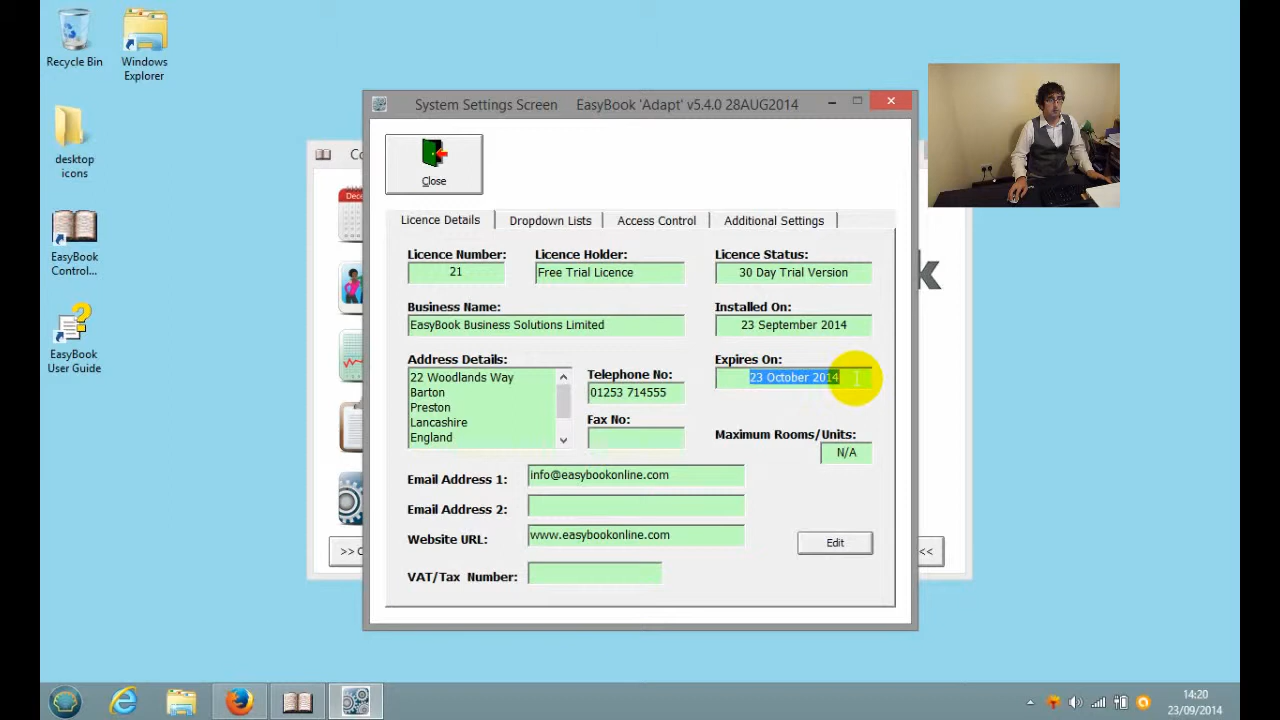 Recycle Bin
Windows Explorer
desktop icons
EasyBook Control...
EasyBook User Guide
System Settings Screen EasyBook 'Adapt' v5.4.0 28AUG2014
Close
Licence Details Dropdown Lists Access Control Additional Settings
Licence Number: Licence Holder: Licence Status:
21 Free Trial Licence 30 Day Trial Version
Business Name: Installed On:
EasyBook Business Solutions Limited 23 September 2014
Address Details: Telephone No: Expires On:
22 Woodlands Way
Barton
Preston
Lancashire
England
01253 714555
23 October 2014
Fax No:
Maximum Rooms/Units:
N/A
Email Address 1: info@easybookonline.com
Email Address 2:
Website URL: www.easybookonline.com
Edit
VAT/Tax Number:
>>
<<
14:20
23/09/2014